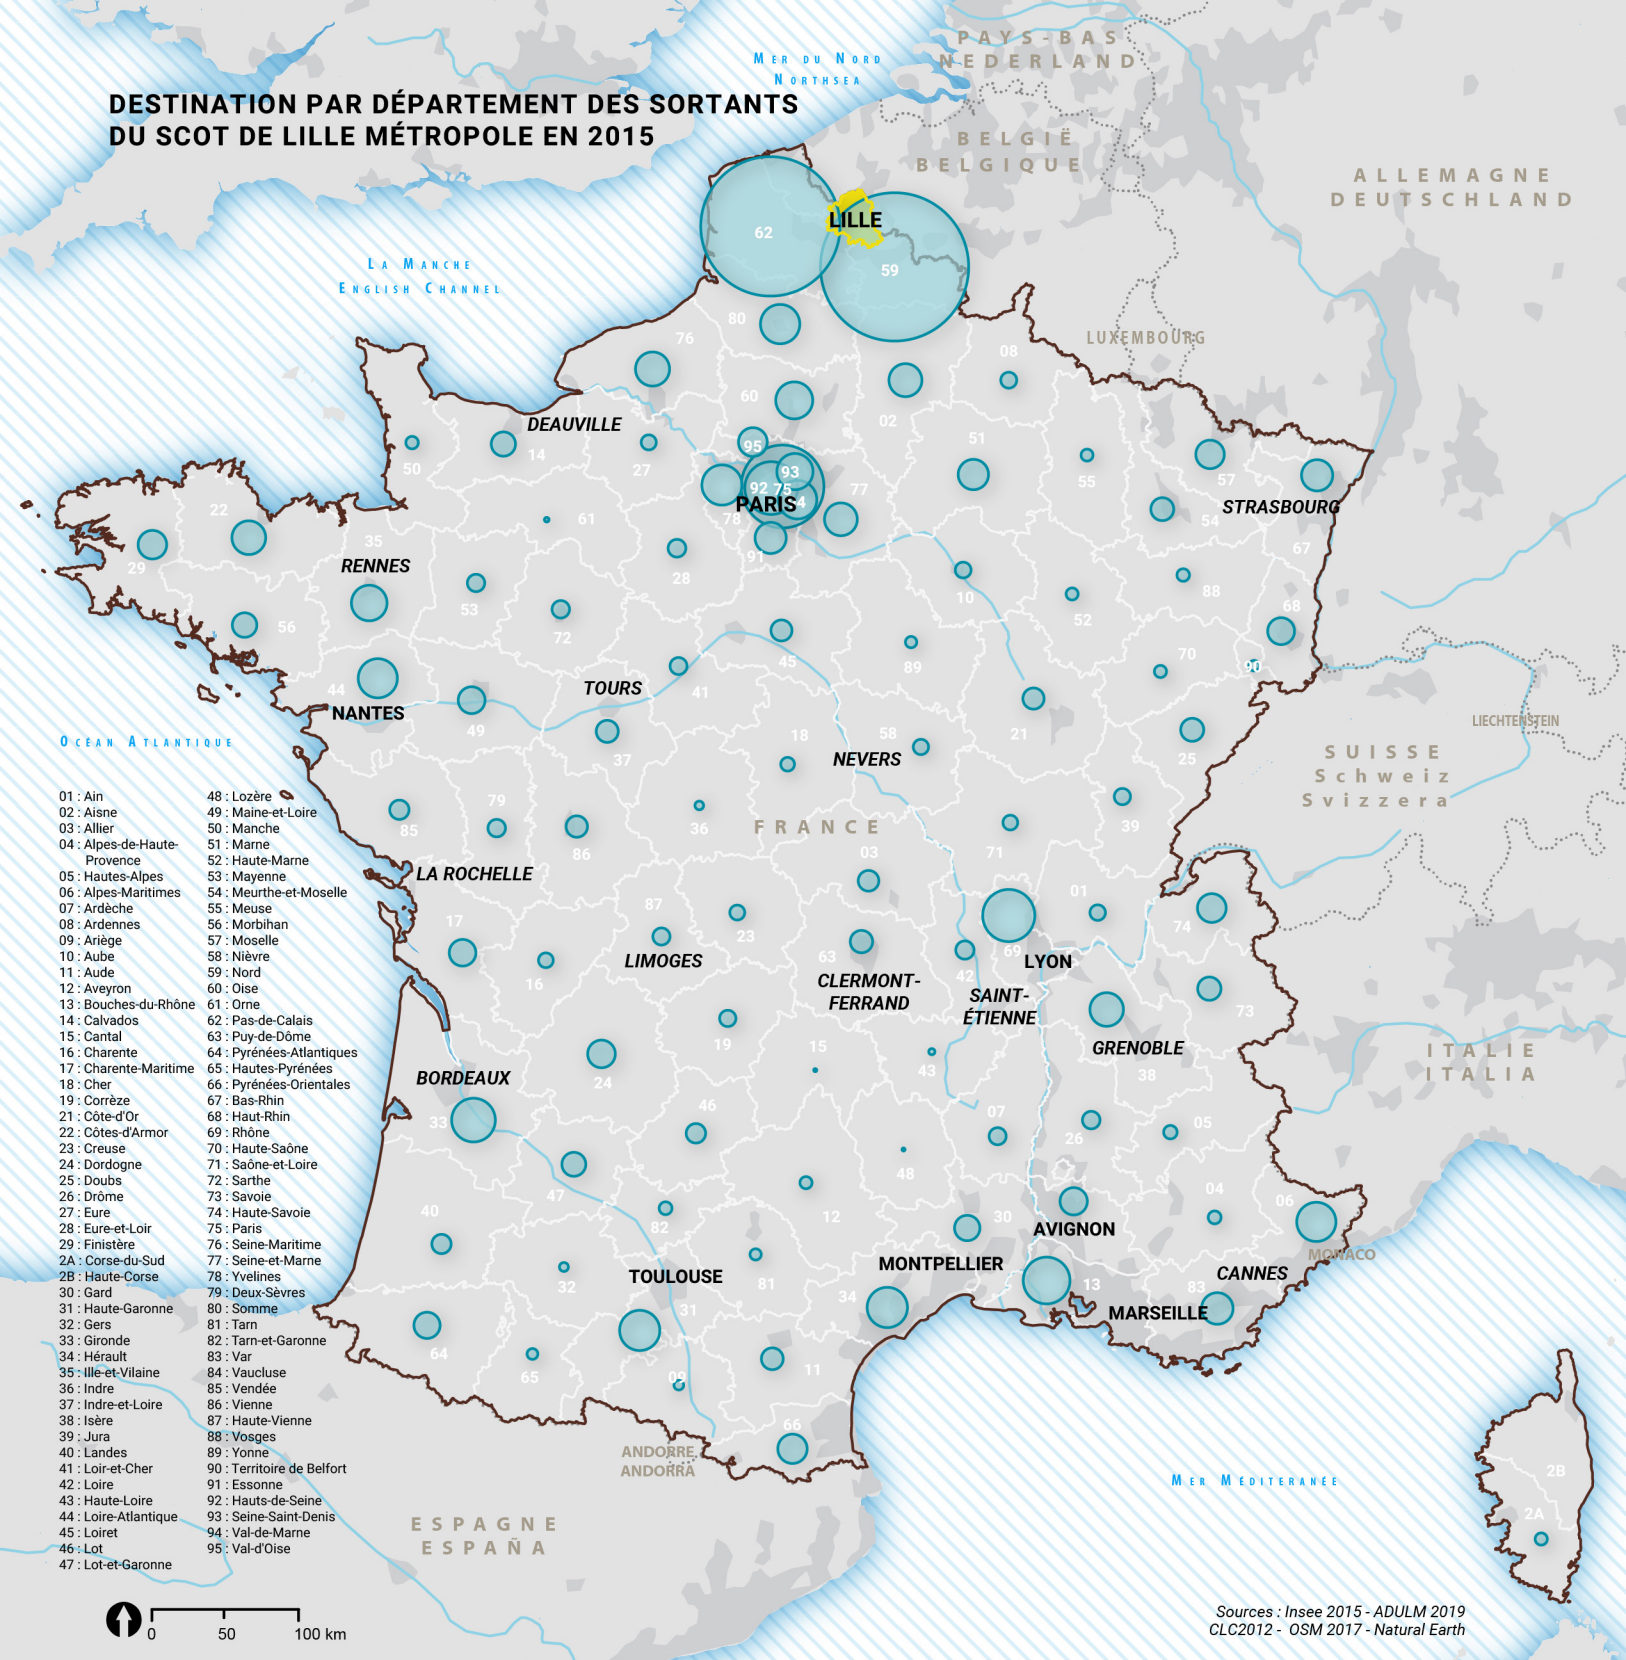 DESTINATION PAR DÉPARTEMENT DES SORTANTS
DU SCOT DE LILLE MÉTROPOLE EN 2015
MER DU NORD
NORTHSEA
PAYS-BAS
NEDERLAND
BELGIË
BELGIQUE
ALLEMAGNE
DEUTSCHLAND
LA MANCHE
ENGLISH CHANNEL
LILLE
62
59
LUXEMBOURG
80
76
08
60
02
DEAUVILLE
14
50
27
95
51
55
57
93
92
75
PARIS
77
78
91
STRASBOURG
54
67
22
61
35
29
RENNES
28
53
56
72
10
52
88
68
45
89
70
90
44
NANTES
TOURS
41
49
37
18
58
NEVERS
21
25
OCÉAN ATLANTIQUE
LIECHTENSTEIN
SUISSE
Schweiz
Svizzera
79
85
86
36
FRANCE
39
71
03
LA ROCHELLE
01
17
87
23
LIMOGES
16
63
CLERMONT-
FERRAND
42
69
LYON
74
SAINT-
ÉTIENNE
73
19
15
43
GRENOBLE
38
ITALIE
ITALIA
24
BORDEAUX
33
46
07
26
05
48
47
40
82
12
30
04
06
AVIGNON
MONACO
32
TOULOUSE
81
MONTPELLIER
13
83
CANNES
31
34
MARSEILLE
64
65
09
11
66
ANDORRE
ANDORRA
MER MÉDITERANÉE
ESPAGNE
ESPAÑA
2B
2A
01 : Ain
02 : Aisne
03 : Allier
04 : Alpes-de-Haute-
Provence
05 : Hautes-Alpes
06 : Alpes-Maritimes
07 : Ardèche
08 : Ardennes
09 : Ariège
10 : Aube
11 : Aude
12 : Aveyron
13 : Bouches-du-Rhône
14 : Calvados
15 : Cantal
16 : Charente
17 : Charente-Maritime
18 : Cher
19 : Corrèze
21 : Côte-d'Or
22 : Côtes-d'Armor
23 : Creuse
24 : Dordogne
25 : Doubs
26 : Drôme
27 : Eure
28 : Eure-et-Loir
29 : Finistère
2A : Corse-du-Sud
2B : Haute-Corse
30 : Gard
31 : Haute-Garonne
32 : Gers
33 : Gironde
34 : Hérault
35 : Ille-et-Vilaine
36 : Indre
37 : Indre-et-Loire
38 : Isère
39 : Jura
40 : Landes
41 : Loir-et-Cher
42 : Loire
43 : Haute-Loire
44 : Loire-Atlantique
45 : Loiret
46 : Lot
47 : Lot-et-Garonne
48 : Lozère
49 : Maine-et-Loire
50 : Manche
51 : Marne
52 : Haute-Marne
53 : Mayenne
54 : Meurthe-et-Moselle
55 : Meuse
56 : Morbihan
57 : Moselle
58 : Nièvre
59 : Nord
60 : Oise
61 : Orne
62 : Pas-de-Calais
63 : Puy-de-Dôme
64 : Pyrénées-Atlantiques
65 : Hautes-Pyrénées
66 : Pyrénées-Orientales
67 : Bas-Rhin
68 : Haut-Rhin
69 : Rhône
70 : Haute-Saône
71 : Saône-et-Loire
72 : Sarthe
73 : Savoie
74 : Haute-Savoie
75 : Paris
76 : Seine-Maritime
77 : Seine-et-Marne
78 : Yvelines
79 : Deux-Sèvres
80 : Somme
81 : Tarn
82 : Tarn-et-Garonne
83 : Var
84 : Vaucluse
85 : Vendée
86 : Vienne
87 : Haute-Vienne
88 : Vosges
89 : Yonne
90 : Territoire de Belfort
91 : Essonne
92 : Hauts-de-Seine
93 : Seine-Saint-Denis
94 : Val-de-Marne
95 : Val-d'Oise
0 50 100 km
Sources : Insee 2015 - ADULM 2019
CLC2012 - OSM 2017 - Natural Earth